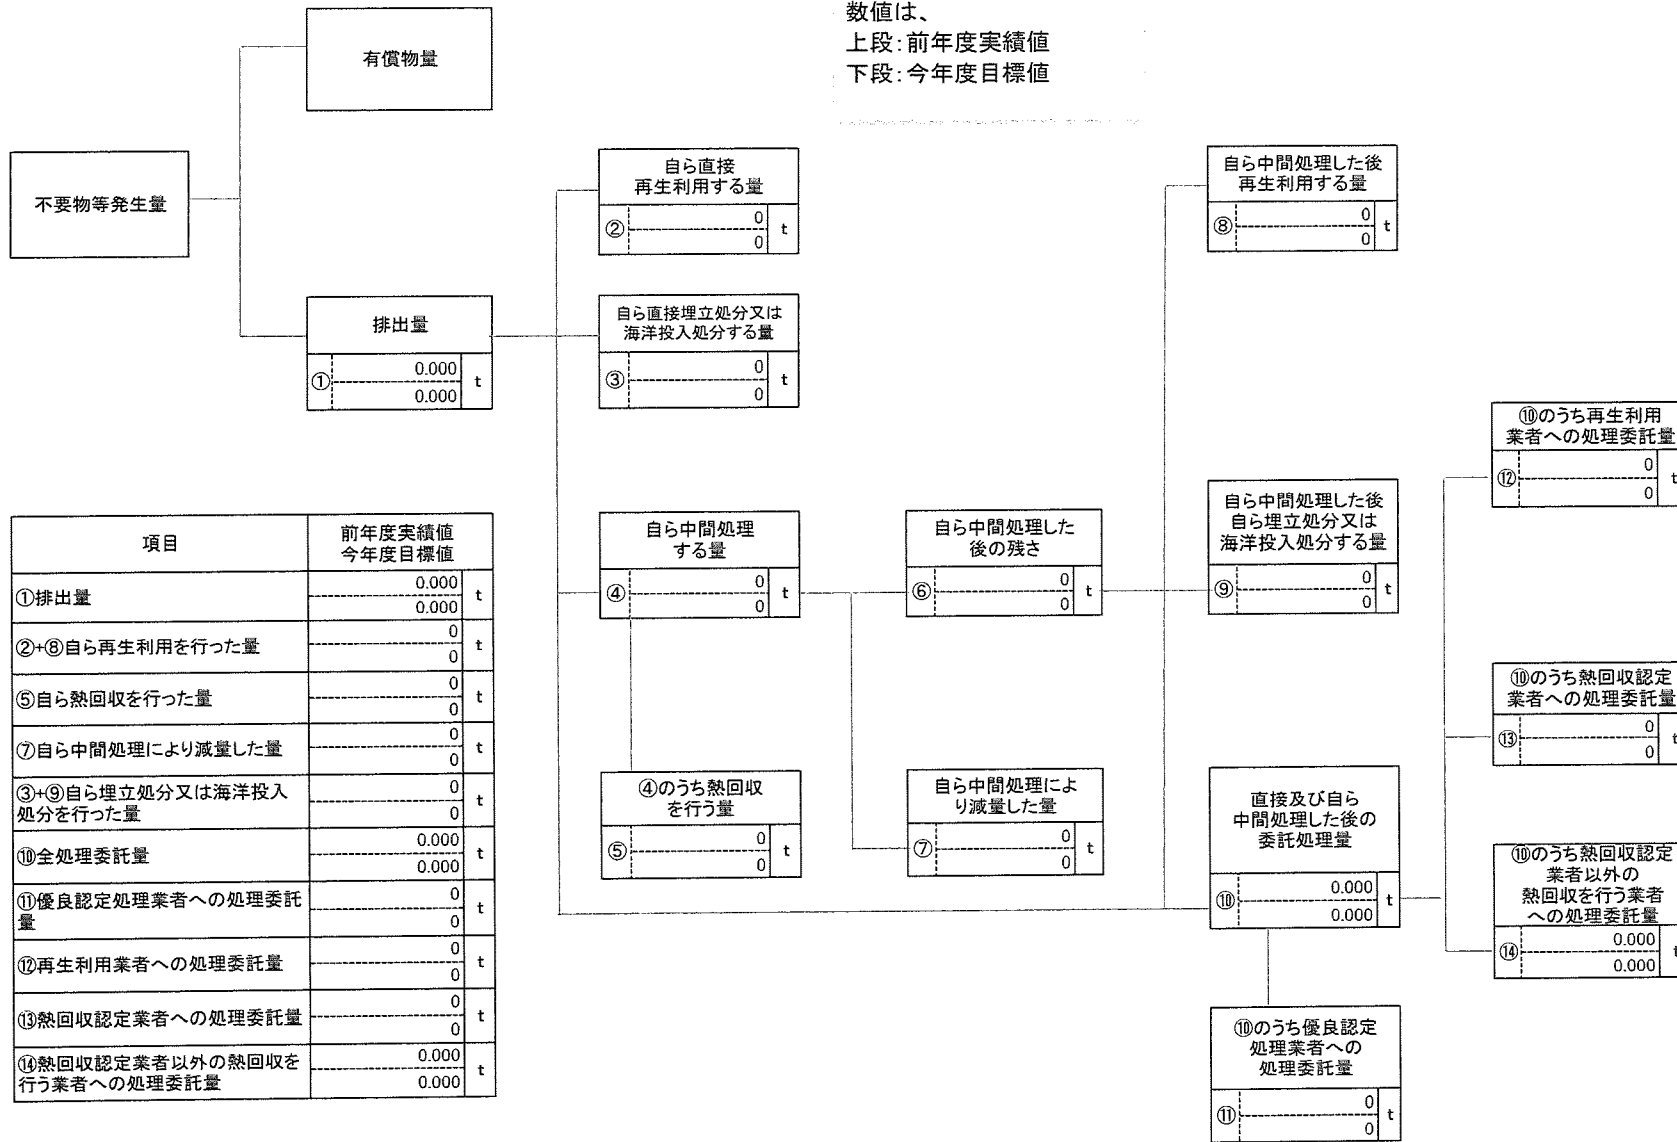 数値は、
上段:前年度実績値
下段:今年度目標値
有償物量
不要物等発生量
排出量
①
0.000
0.000
t
自ら直接
再生利用する量
②
0
0
t
自ら直接埋立処分又は
海洋投入処分する量
③
0
0
t
自ら中間処理
する量
④
0
0
t
④のうち熱回収
を行う量
⑤
0
0
t
自ら中間処理した
後の残さ
⑥
0
0
t
自ら中間処理によ
り減量した量
⑦
0
0
t
自ら中間処理した後
再生利用する量
⑧
0
0
t
自ら中間処理した後
自ら埋立処分又は
海洋投入処分する量
⑨
0
0
t
直接及び自ら
中間処理した後の
委託処理量
⑩
0.000
0.000
t
⑩のうち優良認定
処理業者への
処理委託量
⑪
0
0
t
⑩のうち再生利用
業者への処理委託量
⑫
0
0
t
⑩のうち熱回収認定
業者への処理委託量
⑬
0
0
t
⑩のうち熱回収認定
業者以外の
熱回収を行う業者
への処理委託量
⑭
0.000
0.000
t
項目
前年度実績値
今年度目標値
①排出量
0.000
0.000
t
②+⑧自ら再生利用を行った量
0
0
t
⑤自ら熱回収を行った量
0
0
t
⑦自ら中間処理により減量した量
0
0
t
③+⑨自ら埋立処分又は海洋投入
処分を行った量
0
0
t
⑩全処理委託量
0.000
0.000
t
⑪優良認定処理業者への処理委託
量
0
0
t
⑫再生利用業者への処理委託量
0
0
t
⑬熱回収認定業者への処理委託量
0
0
t
⑭熱回収認定業者以外の熱回収を
行う業者への処理委託量
0.000
0.000
t